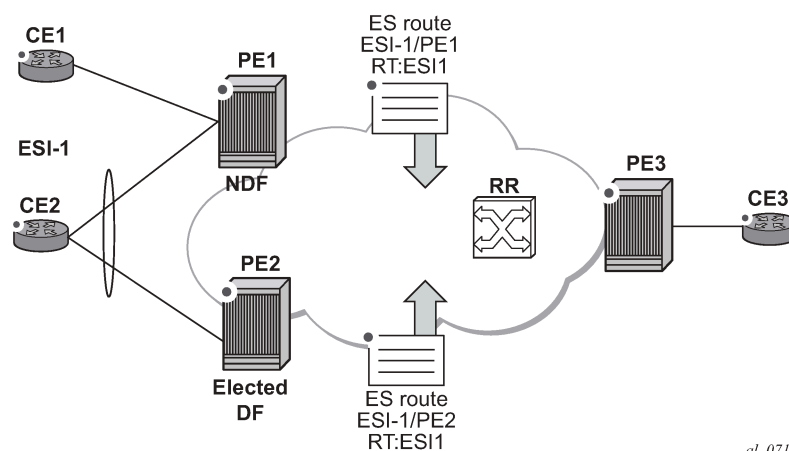 CE1
PE1
ES route
ESI-1/PE1
RT:ESI1
ESI-1
NDF
CE2
RR
PE3
CE3
PE2
Elected
DF
ES route
ESI-1/PE2
RT:ESI1
al_071